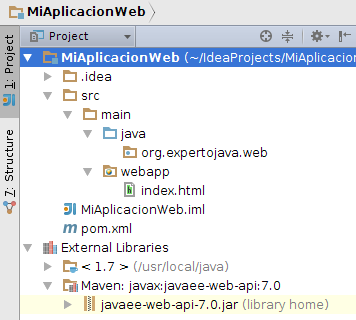 MiAplicacionWeb
1: Project
7: Structure
Project
MiAplicacionWeb (~/IdeaProjects/MiAplicacion
.idea
src
main
java
org.expertojava.web
webapp
index.html
MiAplicacionWeb.iml
pom.xml
External Libraries
< 1.7 > (/usr/local/java)
Maven: javax:javaee-web-api:7.0
javaee-web-api-7.0.jar (library home)